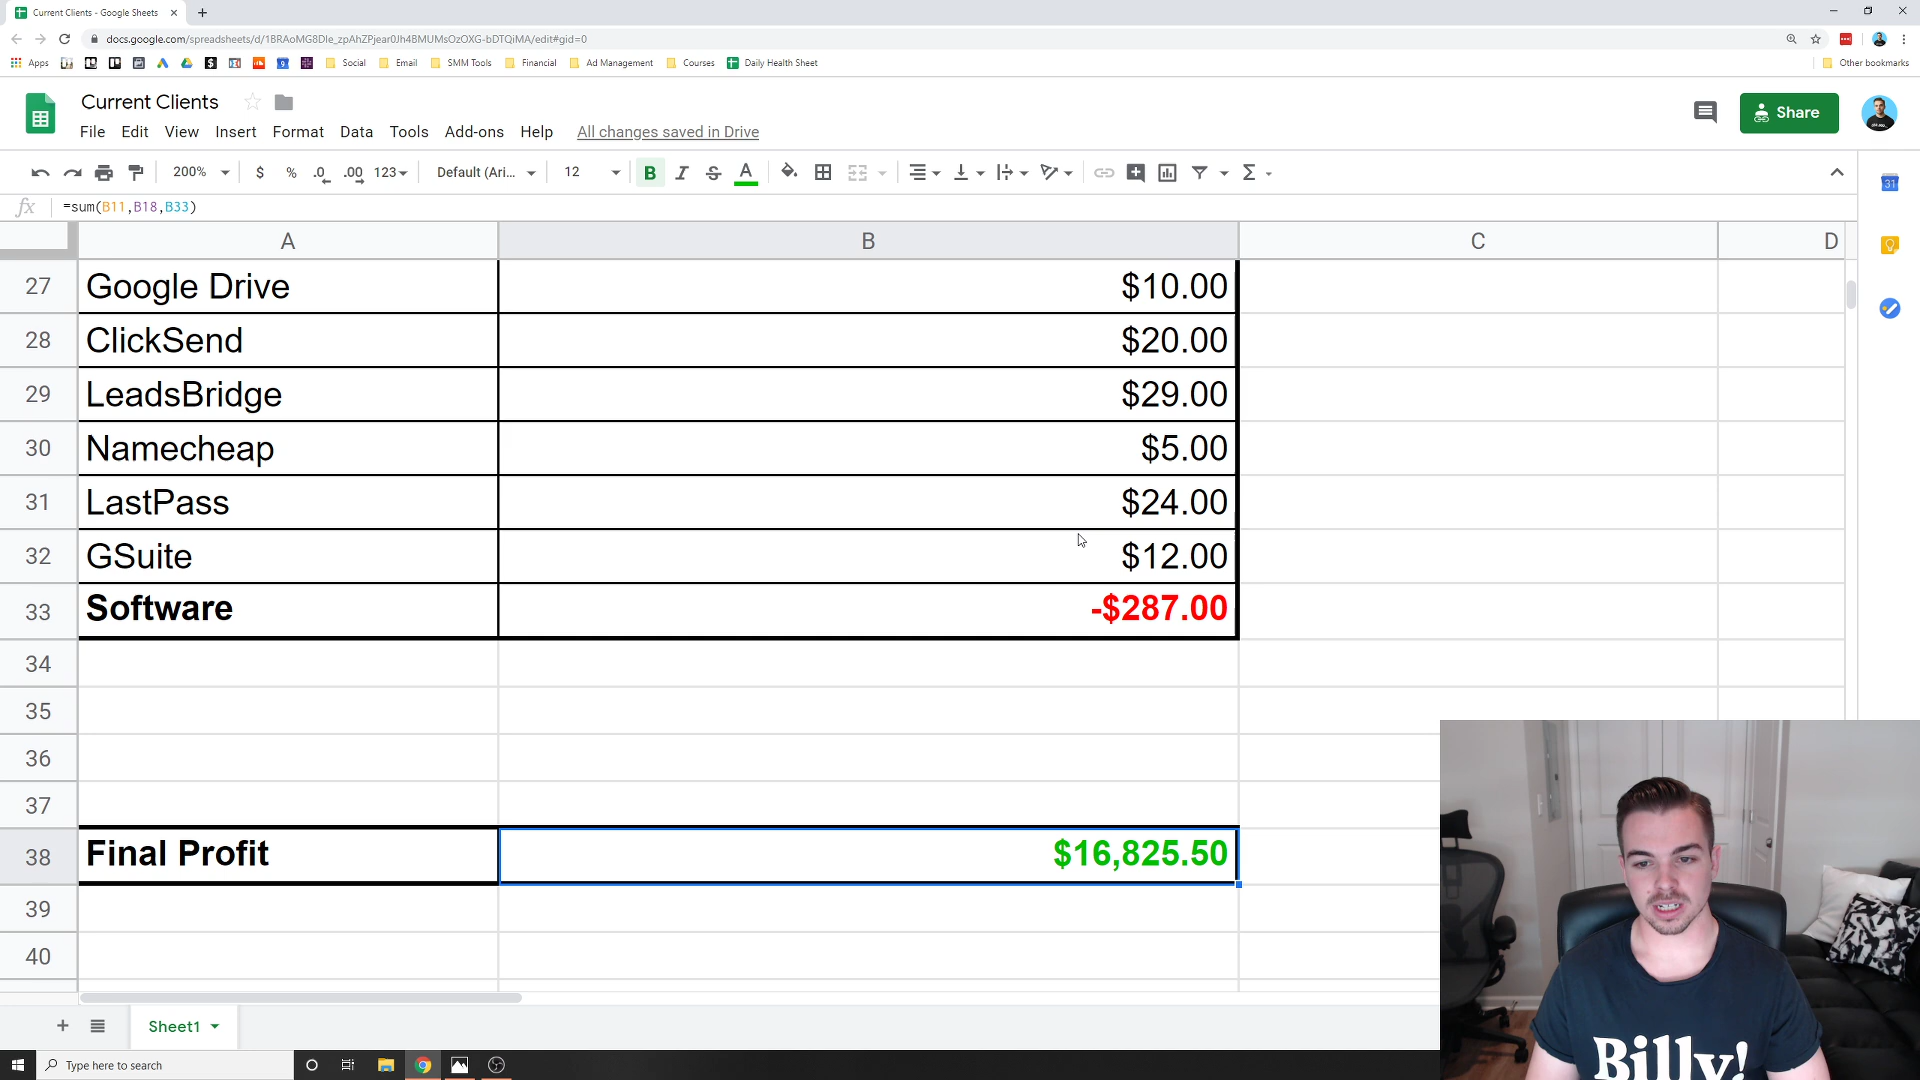 Current Clients - Google Sheets
docs.google.com/spreadsheets/d/1BRAoMG8Dle_zpAhZPjear0Jh4BMUMsOzOXG-bDTQiMA/edit#gid=0
Apps Social Email SMM Tools Financial Ad Management Courses Daily Health Sheet Other bookmarks
Current Clients
File Edit View Insert Format Data Tools Add-ons Help All changes saved in Drive
Share
200% $ % .0 .00 123 Default (Ari... 12 B I S A Σ
31
fx =sum(B11,B18,B33)
A B C D
27 Google Drive $10.00
28 ClickSend $20.00
29 LeadsBridge $29.00
30 Namecheap $5.00
31 LastPass $24.00
32 GSuite $12.00
33 Software -$287.00
34
35
36
37
38 Final Profit $16,825.50
39
40
Billy!
Sheet1
Type here to search